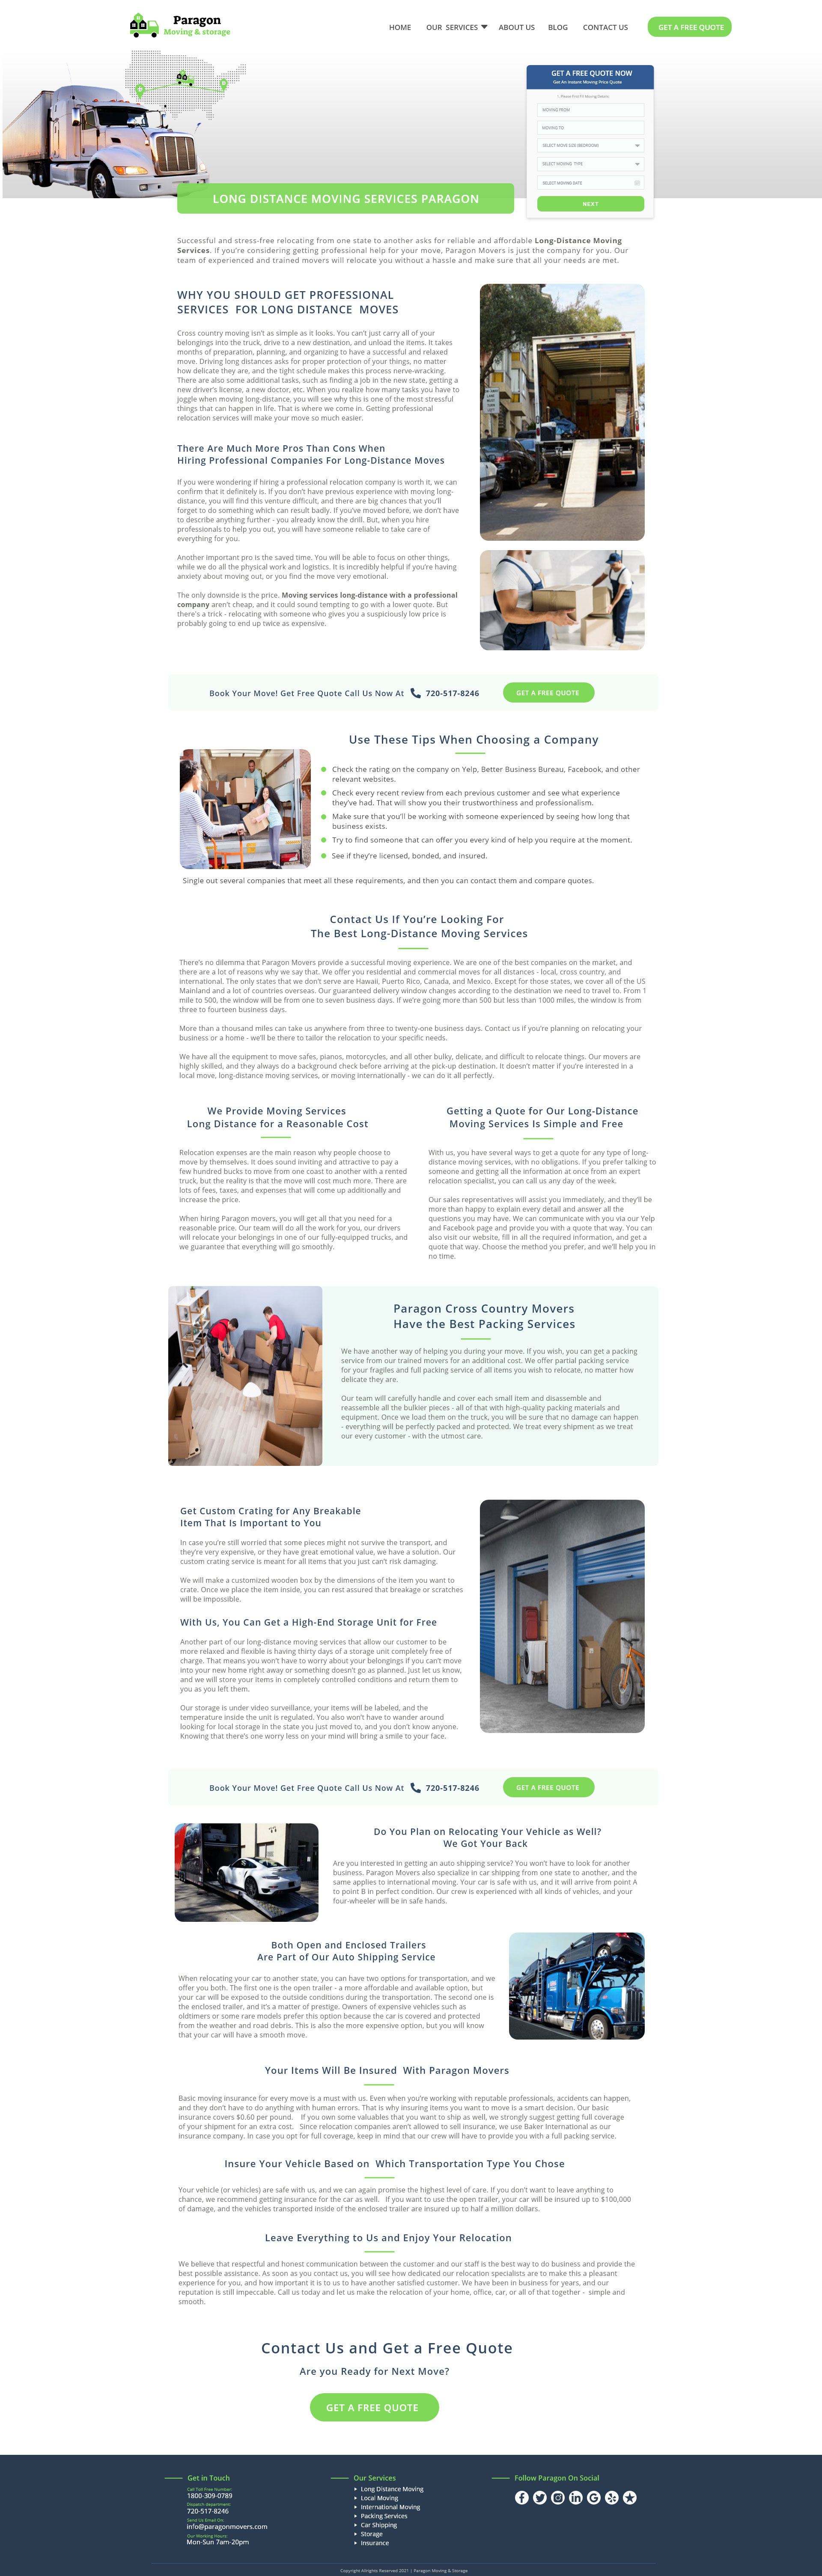 Paragon
Moving & storage
HOME
OUR SERVICES
ABOUT US
BLOG
CONTACT US
GET A FREE QUOTE
GET A FREE QUOTE NOW
Get An Instant Moving Price Quote
MOVING FROM
MOVING TO
SELECT MOVE SIZE (BEDROOM)
SELECT MOVING TYPE
SELECT MOVING DATE
NEXT
LONG DISTANCE MOVING SERVICES PARAGON
Successful and stress-free relocating from one state to another asks for reliable and affordable Long-Distance Moving
Services. If you're considering getting professional help for your move, Paragon Movers is just the company for you. Our
team of experienced and trained movers will relocate you without a hassle and make sure that all your needs are met.
WHY YOU SHOULD GET PROFESSIONAL
SERVICES FOR LONG DISTANCE MOVES
Cross country moving isn't as simple as it looks. You can't just carry all of your
belongings into the truck, drive to a new destination, and unload the items. It takes
months of preparation, planning, and organizing to have a successful and relaxed
move. Driving long distances asks for proper protection of your things, no matter
how delicate they are, and the tight schedule makes this process nerve-wracking.
There are also some additional tasks, such as finding a job in the new state, getting a
new driver's license, a new doctor, etc. When you realize how many tasks you have to
joggle when moving long-distance, you will see why this is one of the most stressful
things that can happen in life. That is where we come in. Getting professional
relocation services will make your move so much easier.
There Are Much More Pros Than Cons When
Hiring Professional Companies For Long-Distance Moves
If you were wondering if hiring a professional relocation company is worth it, we can
confirm that it definitely is. If you don't have previous experience with moving long-
distance, you will find this venture difficult, and there are big chances that you'll
forget to do something which can result badly. If you've moved before, we don't have
to describe anything further - you already know the drill. But, when you hire
professionals to help you out, you will have someone reliable to take care of
everything for you.
Another important pro is the saved time. You will be able to focus on other things,
while we do all the physical work and logistics. It is incredibly helpful if you're having
anxiety about moving out, or you find the move very emotional.
The only downside is the price. Moving services long-distance with a professional
company aren't cheap, and it could sound tempting to go with a lower quote. But
there's a trick - relocating with someone who gives you a suspiciously low price is
probably going to end up twice as expensive.
Book Your Move! Get Free Quote Call Us Now At 720-517-8246
GET A FREE QUOTE
Use These Tips When Choosing a Company
Check the rating on the company on Yelp, Better Business Bureau, Facebook, and other
relevant websites.
Check every recent review from each previous customer and see what experience
they've had. That will show you their trustworthiness and professionalism.
Make sure that you'll be working with someone experienced by seeing how long that
business exists.
Try to find someone that can offer you every kind of help you require at the moment.
See if they're licensed, bonded, and insured.
Single out several companies that meet all these requirements, and then you can contact them and compare quotes.
Contact Us If You're Looking For
The Best Long-Distance Moving Services
There's no dilemma that Paragon Movers provide a successful moving experience. We are one of the best companies on the market, and
there are a lot of reasons why we say that. We offer you residential and commercial moves for all distances - local, cross country, and
international. The only states that we don't serve are Hawaii, Puerto Rico, Canada, and Mexico. Except for those states, we cover all of the US
Mainland and a lot of countries overseas. Our guaranteed delivery window changes according to the destination we need to travel to. From 1
mile to 500, the window will be from one to seven business days. If we're going more than 500 but less than 1000 miles, the window is from
three to fourteen business days.
More than a thousand miles can take us anywhere from three to twenty-one business days. Contact us if you're planning on relocating your
business or a home - we'll be there to tailor the relocation to your specific needs.
We have all the equipment to move safes, pianos, motorcycles, and all other bulky, delicate, and difficult to relocate things. Our movers are
highly skilled, and they always do a background check before arriving at the pick-up destination. It doesn't matter if you're interested in a
local move, long-distance moving services, or moving internationally - we can do it all perfectly.
We Provide Moving Services
Long Distance for a Reasonable Cost
Relocation expenses are the main reason why people choose to
move by themselves. It does sound inviting and attractive to pay a
few hundred bucks to move from one coast to another with a rented
truck, but the reality is that the move will cost much more. There are
lots of fees, taxes, and expenses that will come up additionally and
increase the price.
When hiring Paragon movers, you will get all that you need for a
reasonable price. Our team will do all the work for you, our drivers
will relocate your belongings in one of our fully-equipped trucks, and
we guarantee that everything will go smoothly.
Getting a Quote for Our Long-Distance
Moving Services Is Simple and Free
With us, you have several ways to get a quote for any type of long-
distance moving services, with no obligations. If you prefer talking to
someone and getting all the information at once from an expert
relocation specialist, you can call us any day of the week.
Our sales representatives will assist you immediately, and they'll be
more than happy to explain every detail and answer all the
questions you may have. We can communicate with you via our Yelp
and Facebook page and provide you with a quote that way. You can
also visit our website, fill in all the required information, and get a
quote that way. Choose the method you prefer, and we'll help you in
no time.
Paragon Cross Country Movers
Have the Best Packing Services
We have another way of helping you during your move. If you wish, you can get a packing
service from our trained movers for an additional cost. We offer partial packing service
for your fragiles and full packing service of all items you wish to relocate, no matter how
delicate they are.
Our team will carefully handle and cover each small item and disassemble and
reassemble all the bulkier pieces - all of that with high-quality packing materials and
equipment. Once we load them on the truck, you will be sure that no damage can happen
- everything will be perfectly packed and protected. We treat every shipment as we treat
our every customer - with the utmost care.
Get Custom Crating for Any Breakable
Item That Is Important to You
In case you're still worried that some pieces might not survive the transport, and
they're very expensive, or they have great emotional value, we have a solution. Our
custom crating service is meant for all items that you just can't risk damaging.
We will make a customized wooden box by the dimensions of the item you want to
crate. Once we place the item inside, you can rest assured that breakage or scratches
will be impossible.
With Us, You Can Get a High-End Storage Unit for Free
Another part of our long-distance moving services that allow our customer to be
more relaxed and flexible is having thirty days of a storage unit completely free of
charge. That means you won't have to worry about your belongings if you can't move
into your new home right away or something doesn't go as planned. Just let us know,
and we will store your items in completely controlled conditions and return them to
you as you left them.
Our storage is under video surveillance, your items will be labeled, and the
temperature inside the unit is regulated. You also won't have to wander around
looking for local storage in the state you just moved to, and you don't know anyone.
Knowing that there's one worry less on your mind will bring a smile to your face.
Book Your Move! Get Free Quote Call Us Now At 720-517-8246
GET A FREE QUOTE
Do You Plan on Relocating Your Vehicle as Well?
We Got Your Back
Are you interested in getting an auto shipping service? You won't have to look for another
business. Paragon Movers also specialize in car shipping from one state to another, and the
same applies to international moving. Your car is safe with us, and it will arrive from point A
to point B in perfect condition. Our crew is experienced with all kinds of vehicles, and your
four-wheeler will be in safe hands.
Both Open and Enclosed Trailers
Are Part of Our Auto Shipping Service
When relocating your car to another state, you can have two options for transportation, and we
offer you both. The first one is the open trailer - a more affordable and available option, but
your car will be exposed to the outside conditions during the transportation. The second one is
the enclosed trailer, and it's a matter of prestige. Owners of expensive vehicles such as
oldtimers or some rare models prefer this option because the car is covered and protected
from the weather and road debris. This is also the more expensive option, but you will know
that your car will have a smooth move.
Your Items Will Be Insured With Paragon Movers
Basic moving insurance for every move is a must with us. Even when you're working with reputable professionals, accidents can happen,
and they don't have to do anything with human errors. That is why insuring items you want to move is a smart decision. Our basic
insurance covers $0.60 per pound. If you own some valuables that you want to ship as well, we strongly suggest getting full coverage
of your shipment for an extra cost. Since relocation companies aren't allowed to sell insurance, we use Baker International as our
insurance company. In case you opt for full coverage, keep in mind that our crew will have to provide you with a full packing service.
Insure Your Vehicle Based on Which Transportation Type You Chose
Your vehicle (or vehicles) are safe with us, and we can again promise the highest level of care. If you don't want to leave anything to
chance, we recommend getting insurance for the car as well. If you want to use the open trailer, your car will be insured up to $100,000
of damage, and the vehicles transported inside of the enclosed trailer are insured up to half a million dollars.
Leave Everything to Us and Enjoy Your Relocation
We believe that respectful and honest communication between the customer and our staff is the best way to do business and provide the
best possible assistance. As soon as you contact us, you will see how dedicated our relocation specialists are to make this a pleasant
experience for you, and how important it is to us to have another satisfied customer. We have been in business for years, and our
reputation is still impeccable. Call us today and let us make the relocation of your home, office, car, or all of that together - simple and
smooth.
Contact Us and Get a Free Quote
Are you Ready for Next Move?
GET A FREE QUOTE
Get in Touch
Call Toll Free Number:
1800-309-0789
Dispatch department:
720-517-8246
Send Us Email On:
info@paragonmovers.com
Our Working Hours:
Mon-Sun 7am-20pm
Our Services
Long Distance Moving
Local Moving
International Moving
Packing Services
Car Shipping
Storage
Insurance
Follow Paragon On Social
Copyright Allrights Reserved 2021 | Paragon Moving & Storage